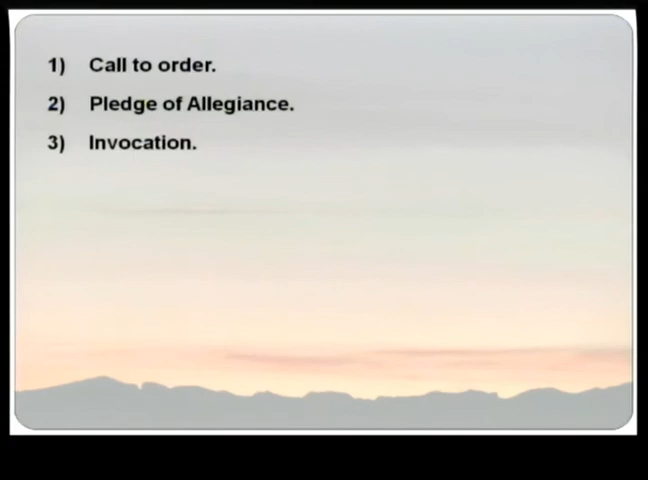 1) Call to order.
2) Pledge of Allegiance.
3) Invocation.